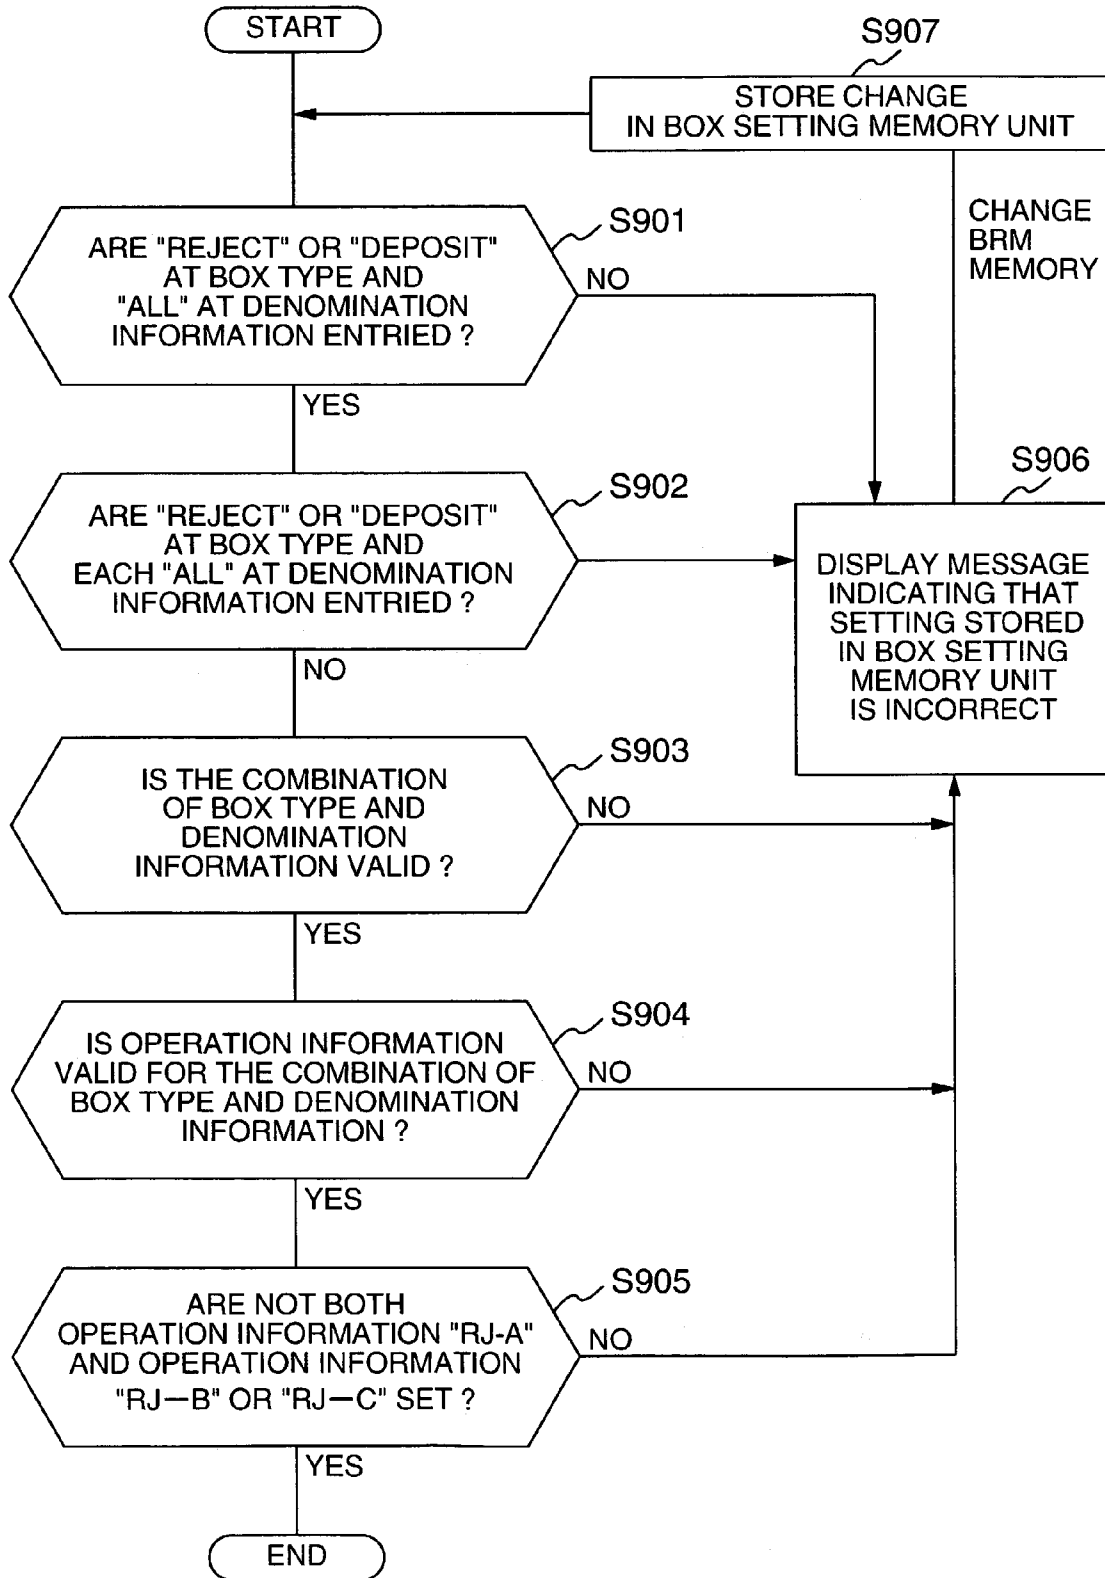 START
S907
STORE CHANGE
IN BOX SETTING MEMORY UNIT
CHANGE
BRM
MEMORY
S901
ARE "REJECT" OR "DEPOSIT"
AT BOX TYPE AND
"ALL" AT DENOMINATION
INFORMATION ENTRIED ?
NO
YES
S902
ARE "REJECT" OR "DEPOSIT"
AT BOX TYPE AND
EACH "ALL" AT DENOMINATION
INFORMATION ENTRIED ?
NO
S906
DISPLAY MESSAGE
INDICATING THAT
SETTING STORED
IN BOX SETTING
MEMORY UNIT
IS INCORRECT
S903
IS THE COMBINATION
OF BOX TYPE AND
DENOMINATION
INFORMATION VALID ?
NO
YES
S904
IS OPERATION INFORMATION
VALID FOR THE COMBINATION OF
BOX TYPE AND DENOMINATION
INFORMATION ?
NO
YES
S905
ARE NOT BOTH
OPERATION INFORMATION "RJ-A"
AND OPERATION INFORMATION
"RJ—B" OR "RJ—C" SET ?
NO
YES
END